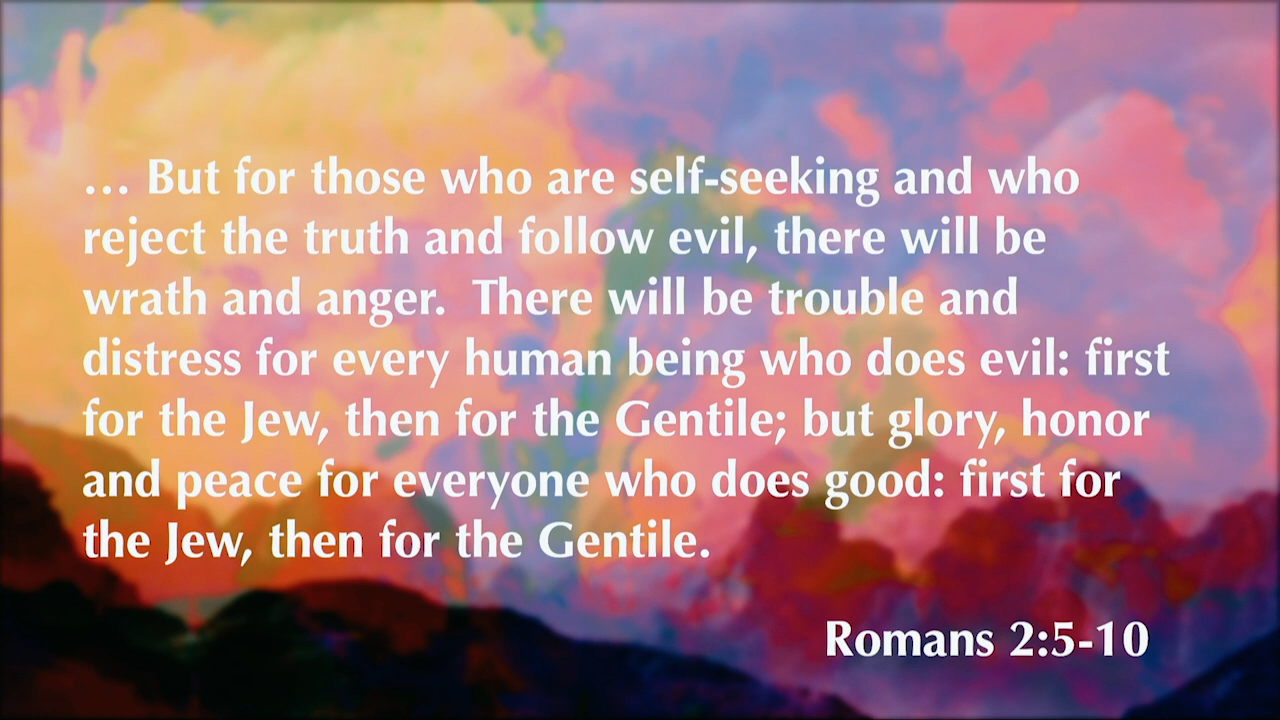 … But for those who are self-seeking and who
reject the truth and follow evil, there will be
wrath and anger.  There will be trouble and
distress for every human being who does evil: first
for the Jew, then for the Gentile; but glory, honor
and peace for everyone who does good: first for
the Jew, then for the Gentile.
Romans 2:5-10